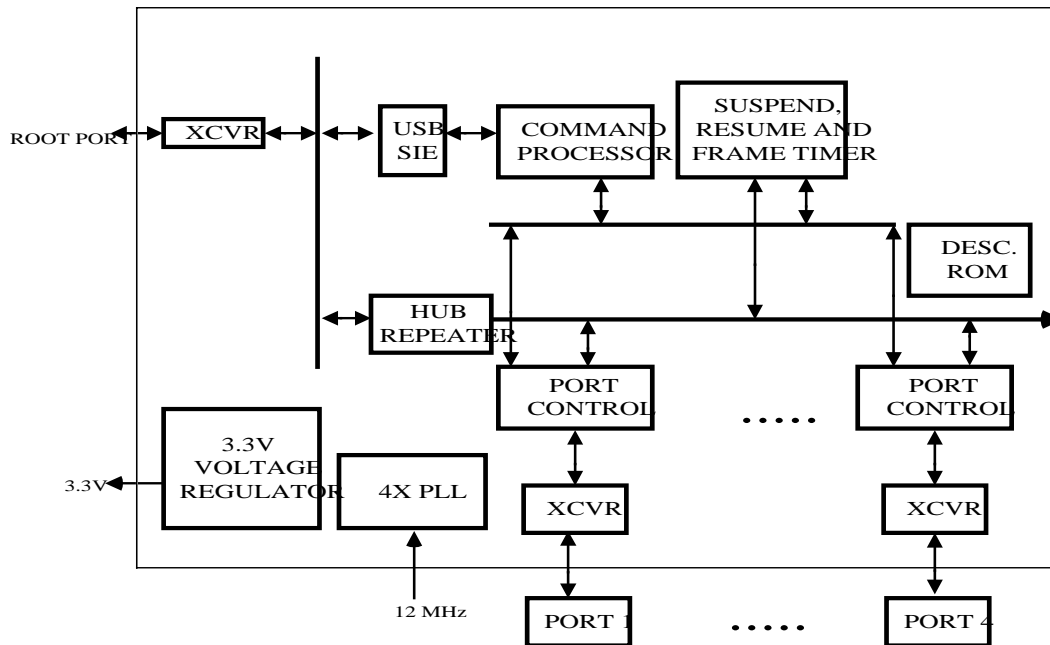 ROOT PORT
XCVR
USB
SIE
COMMAND
PROCESSOR
SUSPEND,
RESUME AND
FRAME TIMER
DESC.
ROM
HUB
REPEATER
PORT
CONTROL
.....
PORT
CONTROL
3.3V
3.3V
VOLTAGE
REGULATOR
4X PLL
XCVR
XCVR
12 MHz
PORT 1
.....
PORT 4